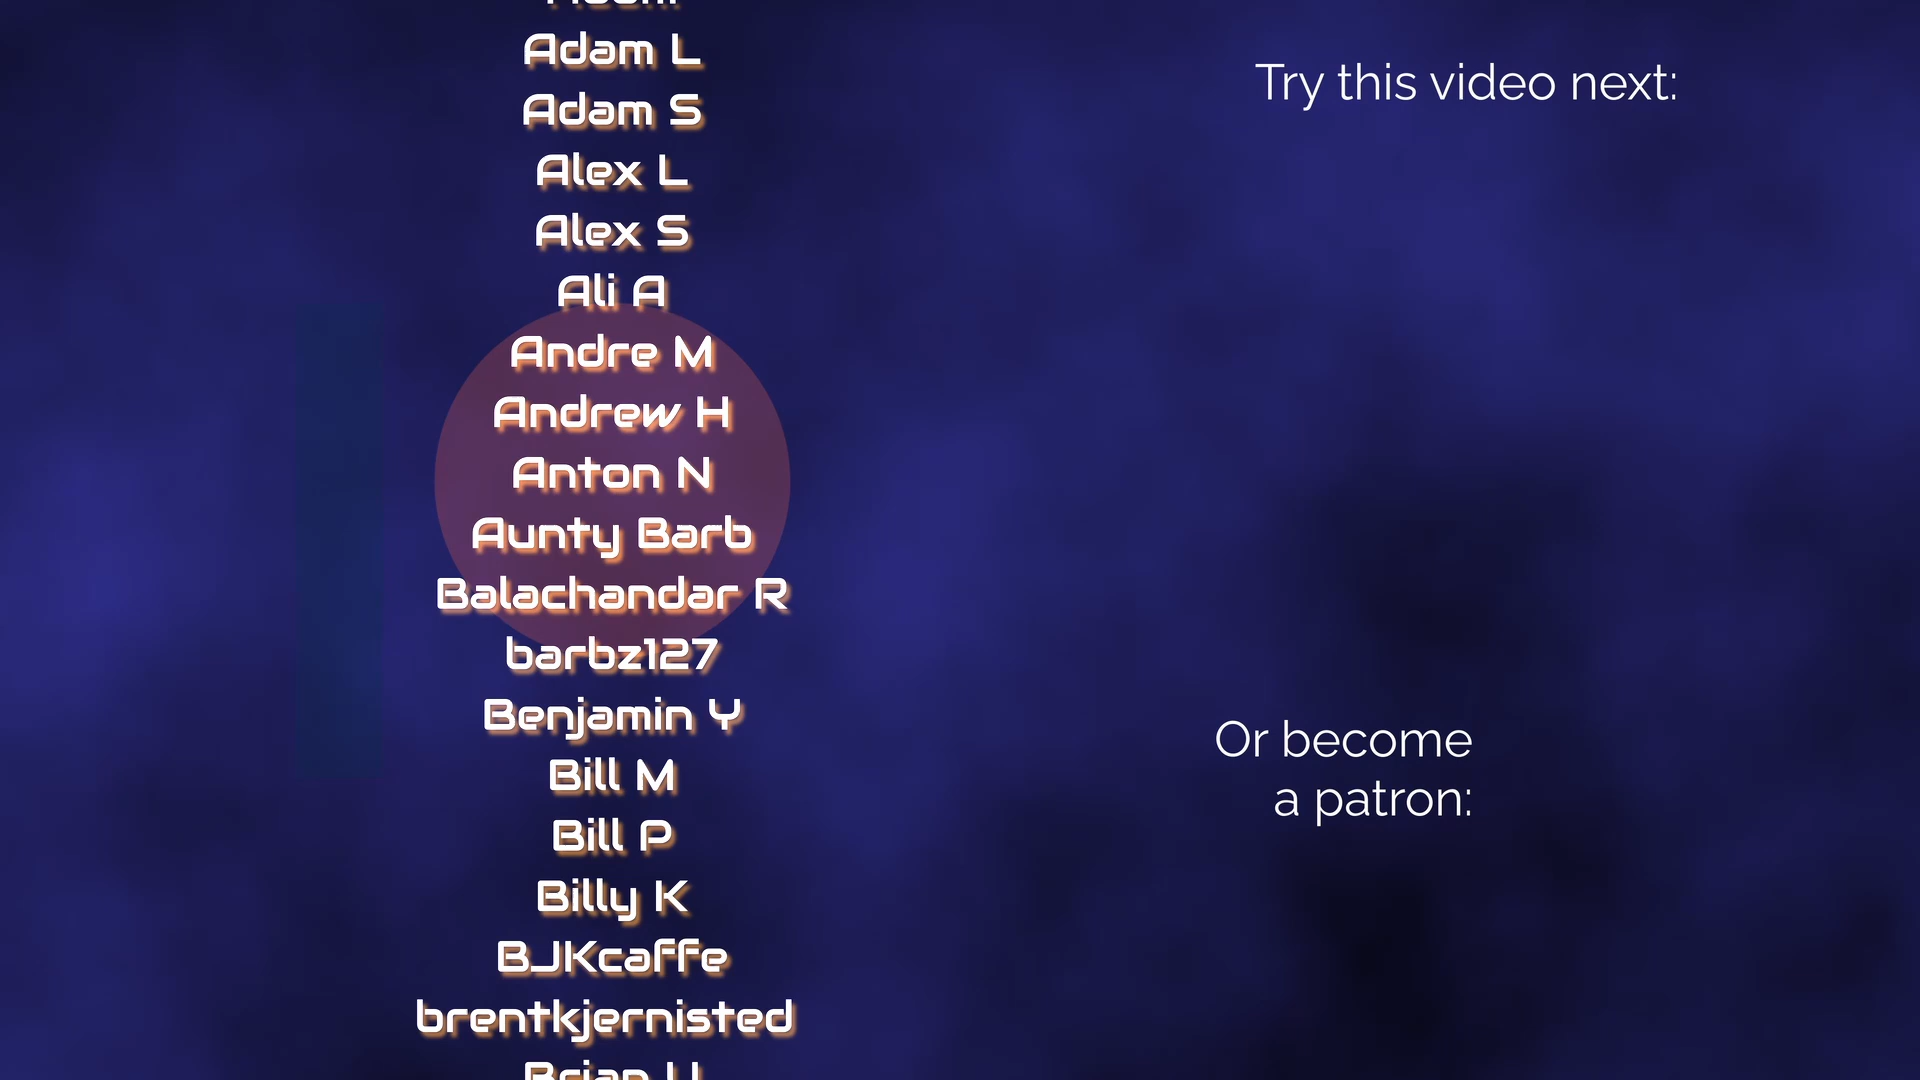 Adam L
Adam S
Alex L
Alex S
Ali A
Andre M
Andrew H
Anton N
Aunty Barb
Balachandar R
barbz127
Benjamin Y
Bill M
Bill P
Billy K
BJKcaffe
brentkjernisted
Brian
Try this video next:
Or become
a patron: